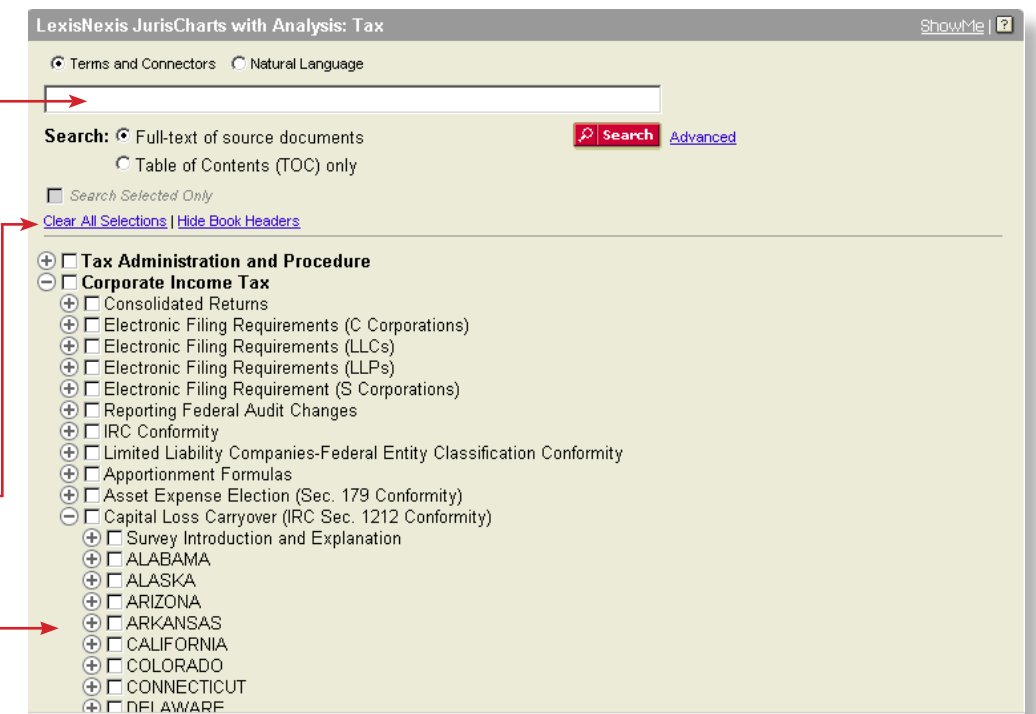 LexisNexis JurisCharts with Analysis: Tax ShowMe | ?
Terms and Connectors Natural Language
Search: Full-text of source documents Search Advanced
Table of Contents (TOC) only
Search Selected Only
Clear All Selections | Hide Book Headers
Tax Administration and Procedure
Corporate Income Tax
Consolidated Returns
Electronic Filing Requirements (C Corporations)
Electronic Filing Requirements (LLCs)
Electronic Filing Requirements (LLPs)
Electronic Filing Requirement (S Corporations)
Reporting Federal Audit Changes
IRC Conformity
Limited Liability Companies-Federal Entity Classification Conformity
Apportionment Formulas
Asset Expense Election (Sec. 179 Conformity)
Capital Loss Carryover (IRC Sec. 1212 Conformity)
Survey Introduction and Explanation
ALABAMA
ALASKA
ARIZONA
ARKANSAS
CALIFORNIA
COLORADO
CONNECTICUT
DELAWARE